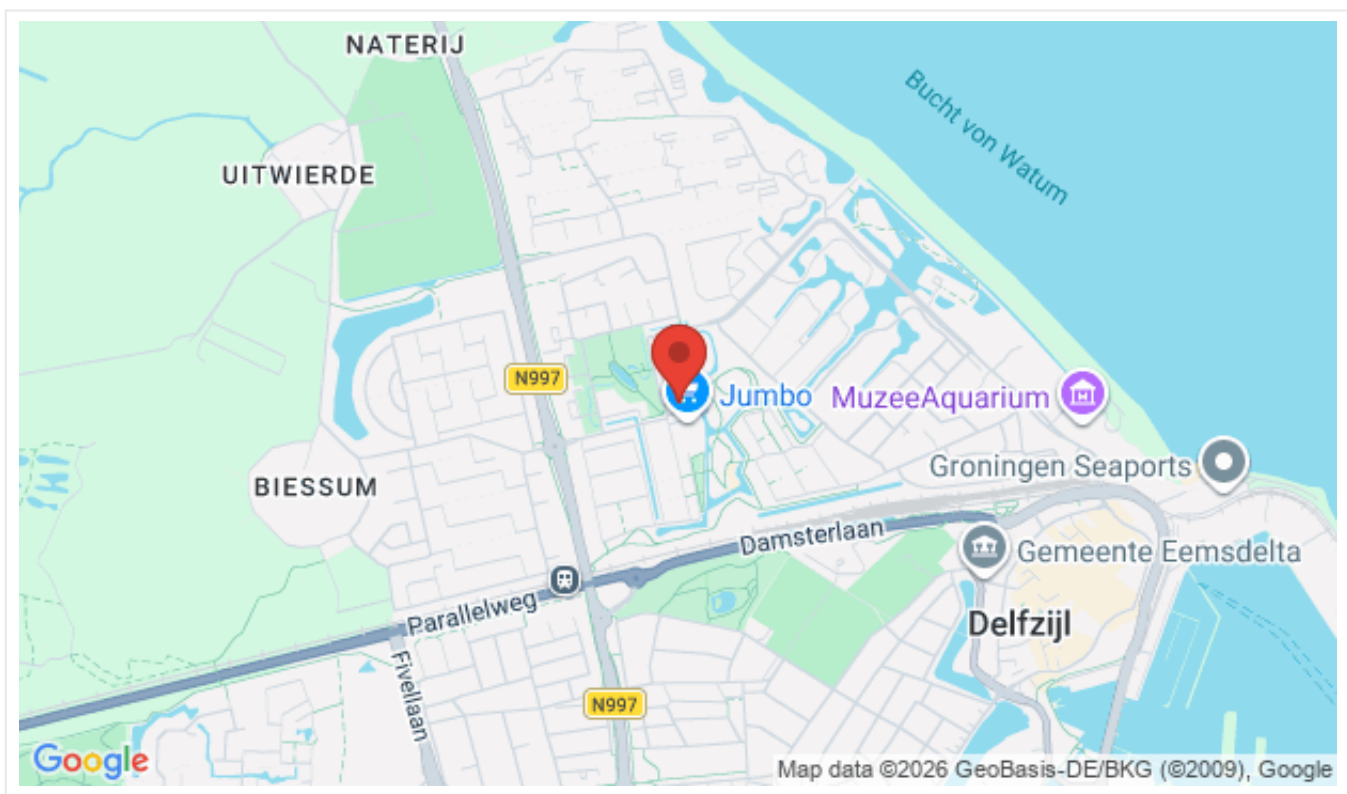 NATERIJ
Bucht von Watum
UITWIERDE
N997
Jumbo
MuzeeAquarium
Groningen Seaports
BIESSUM
Damsterlaan
Gemeente Eemsdelta
Parallelweg
Delfzijl
Fivellaan
N997
Google
Map data ©2026 GeoBasis-DE/BKG (©2009), Google